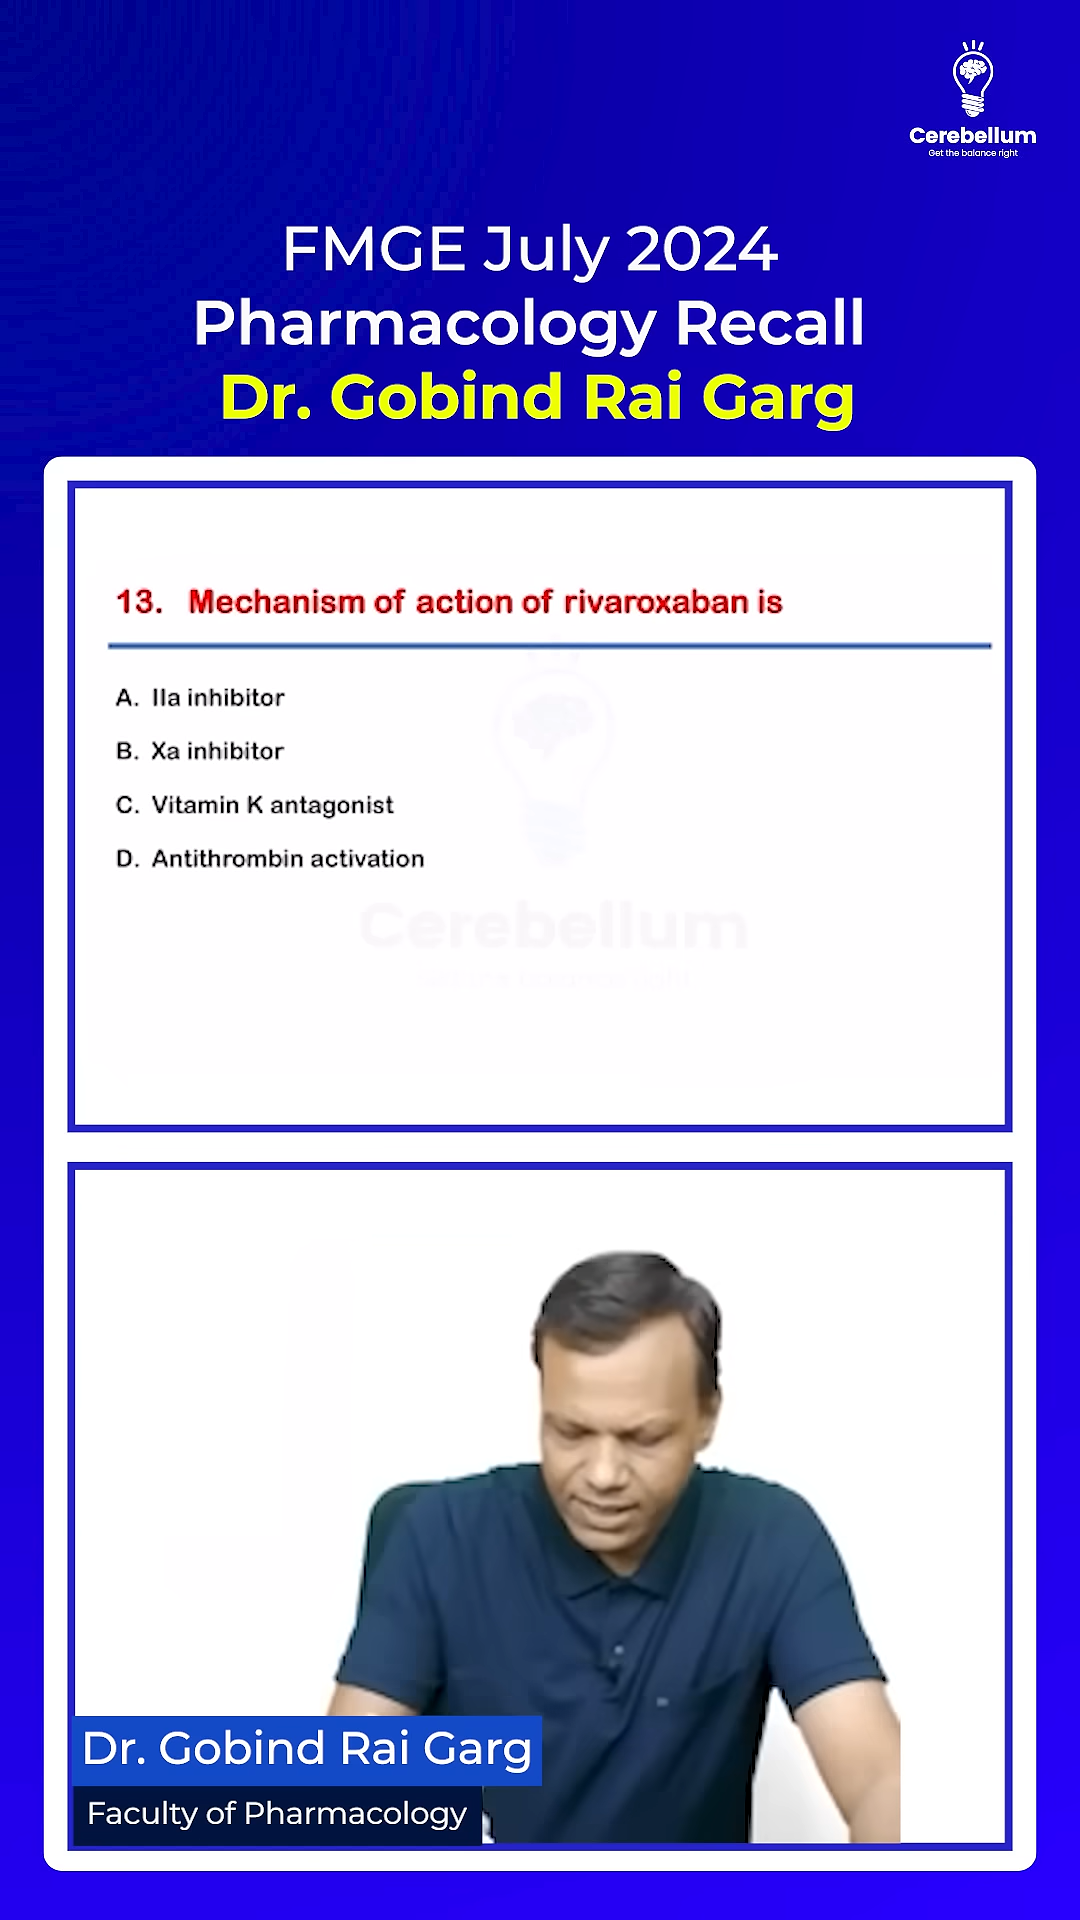 Cerebellum
Get the balance right
FMGE July 2024
Pharmacology Recall
Dr. Gobind Rai Garg
13. Mechanism of action of rivaroxaban is
A. IIa inhibitor
B. Xa inhibitor
C. Vitamin K antagonist
D. Antithrombin activation
Cerebellum
Dr. Gobind Rai Garg
Faculty of Pharmacology